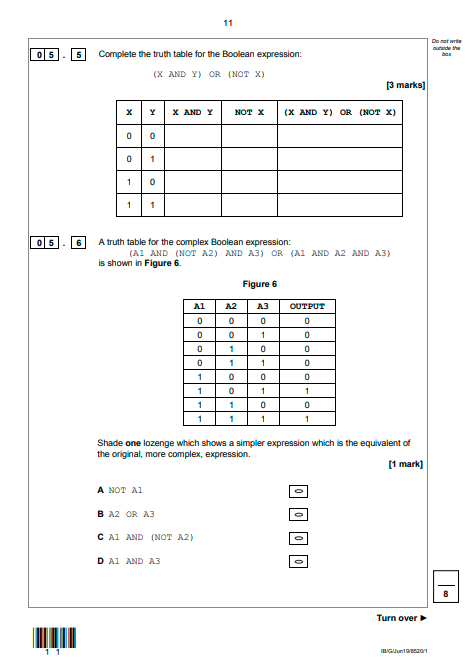 11
Do not write
outside the
box
0 5 . 5 Complete the truth table for the Boolean expression:
(X AND Y) OR (NOT X)
[3 marks]
X Y X AND Y NOT X (X AND Y) OR (NOT X)
0 0
0 1
1 0
1 1
0 5 . 6 A truth table for the complex Boolean expression:
(A1 AND (NOT A2) AND A3) OR (A1 AND A2 AND A3)
is shown in Figure 6.
Figure 6
A1 A2 A3 OUTPUT
0 0 0 0
0 0 1 0
0 1 0 0
0 1 1 0
1 0 0 0
1 0 1 1
1 1 0 0
1 1 1 1
Shade one lozenge which shows a simpler expression which is the equivalent of
the original, more complex, expression.
[1 mark]
A NOT A1
B A2 OR A3
C A1 AND (NOT A2)
D A1 AND A3
8
Turn over ►
1 1
IB/G/Jun19/8520/1